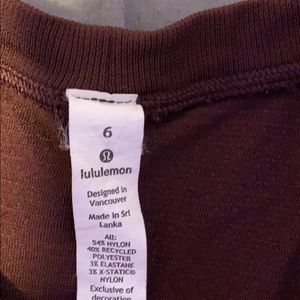 6
lululemon
Designed in
Vancouver
Made in Sri
Lanka
All:
54% NYLON
40% RECYCLED
POLYESTER
3% ELASTANE
3% X-STATIC®
NYLON
Exclusive of
decoration